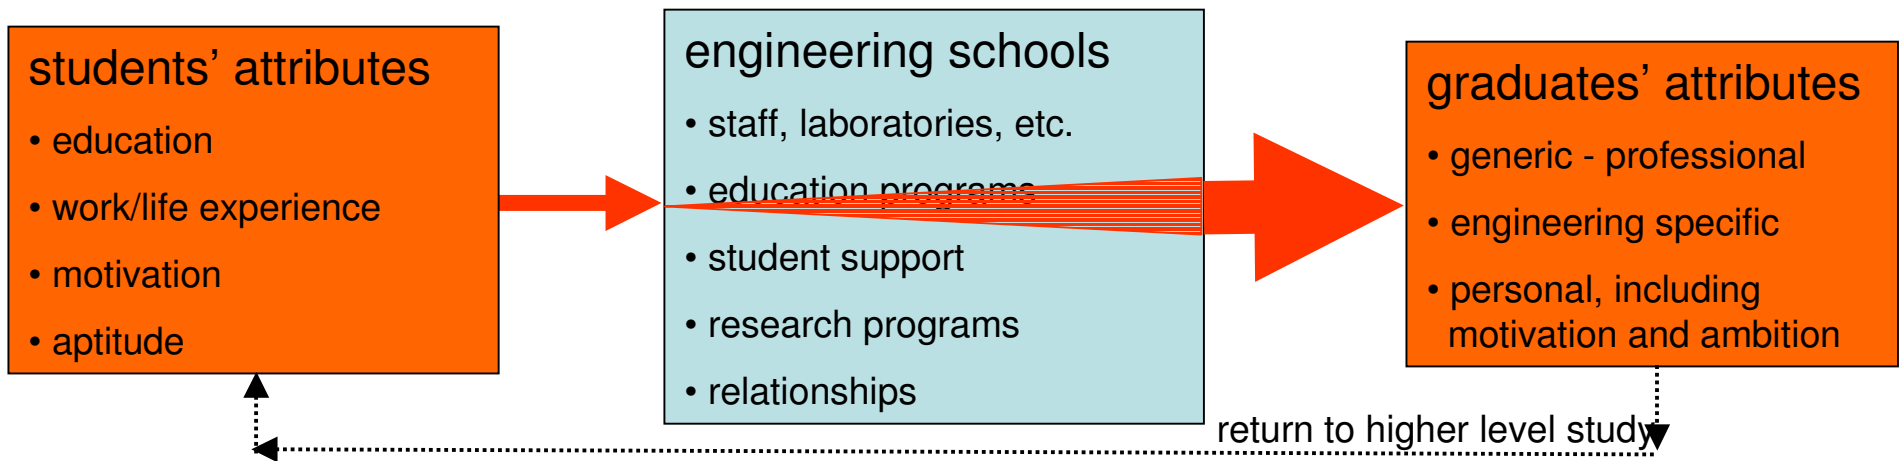 students’ attributes
• education
• work/life experience
• motivation
• aptitude
engineering schools
• staff, laboratories, etc.
• education programs
• student support
• research programs
• relationships
graduates’ attributes
• generic - professional
• engineering specific
• personal, including
motivation and ambition
return to higher level study